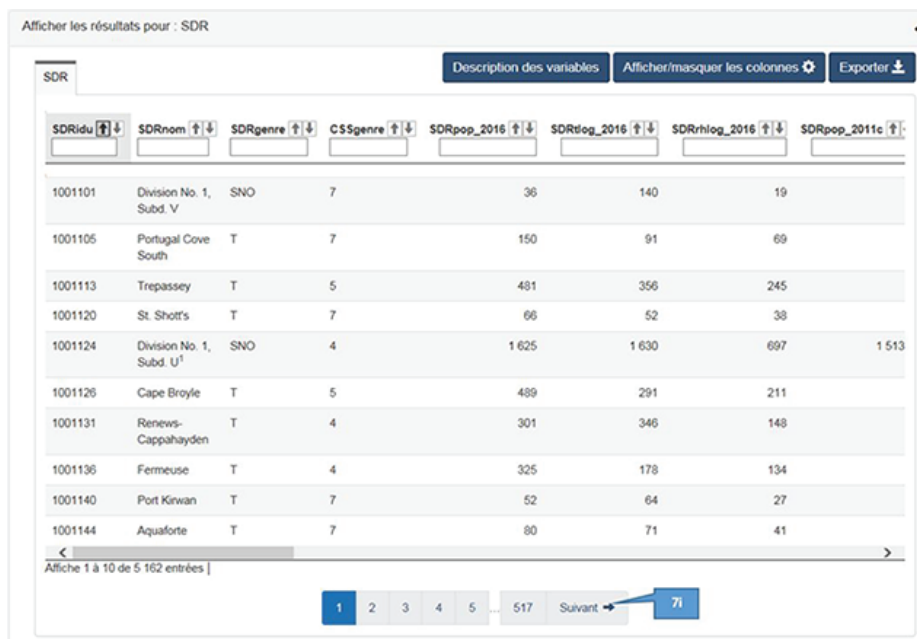 Afficher les résultats pour : SDR
SDR
Description des variables
Afficher/masquer les colonnes
Exporter
SDRidu SDRnom SDRgenre CSSgenre SDRpop_2016 SDRtlog_2016 SDRrhlog_2016 SDRpop_2011c
1001101 Division No. 1, SNO 7 36 140 19
Subd. V
1001105 Portugal Cove T 7 150 91 69
South
1001113 Trepassey T 5 481 356 245
1001120 St. Shott's T 7 66 52 38
1001124 Division No. 1, SNO 4 1 625 1 630 697 1 513
Subd. U1
1001126 Cape Broyle T 5 489 291 211
1001131 Renews- T 4 301 346 148
Cappahayden
1001136 Fermeuse T 4 325 178 134
1001140 Port Kirwan T 7 52 64 27
1001144 Aquaforte T 7 80 71 41
Affiche 1 à 10 de 5 162 entrées |
1 2 3 4 5 ... 517 Suivant 7i